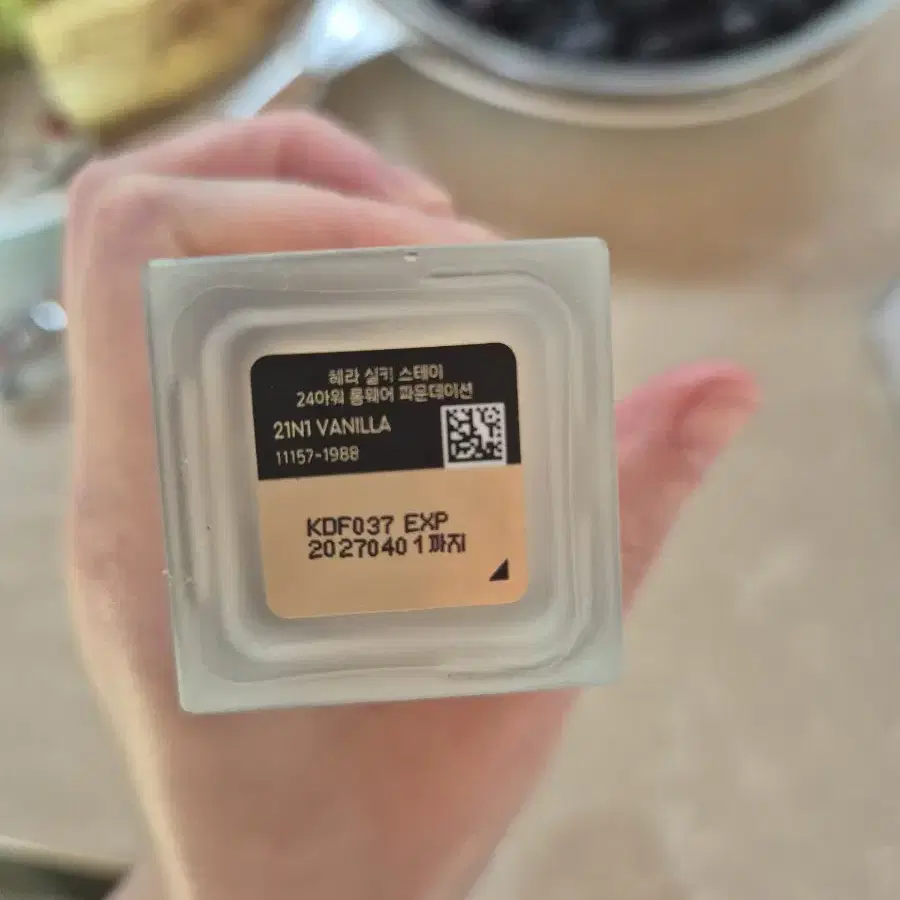 헤라 실키 스테이
24아워 롱웨어 파운데이션
21N1 VANILLA
11157-1988
KDF037 EXP
20270401까지